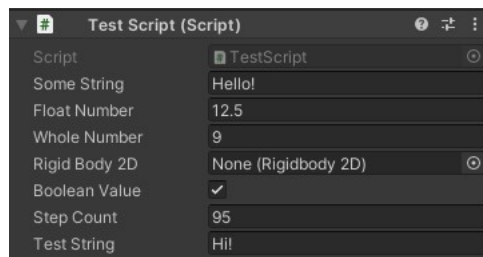 # Test Script (Script)
Script TestScript
Some String Hello!
Float Number 12.5
Whole Number 9
Rigid Body 2D None (Rigidbody 2D)
Boolean Value
Step Count 95
Test String Hi!